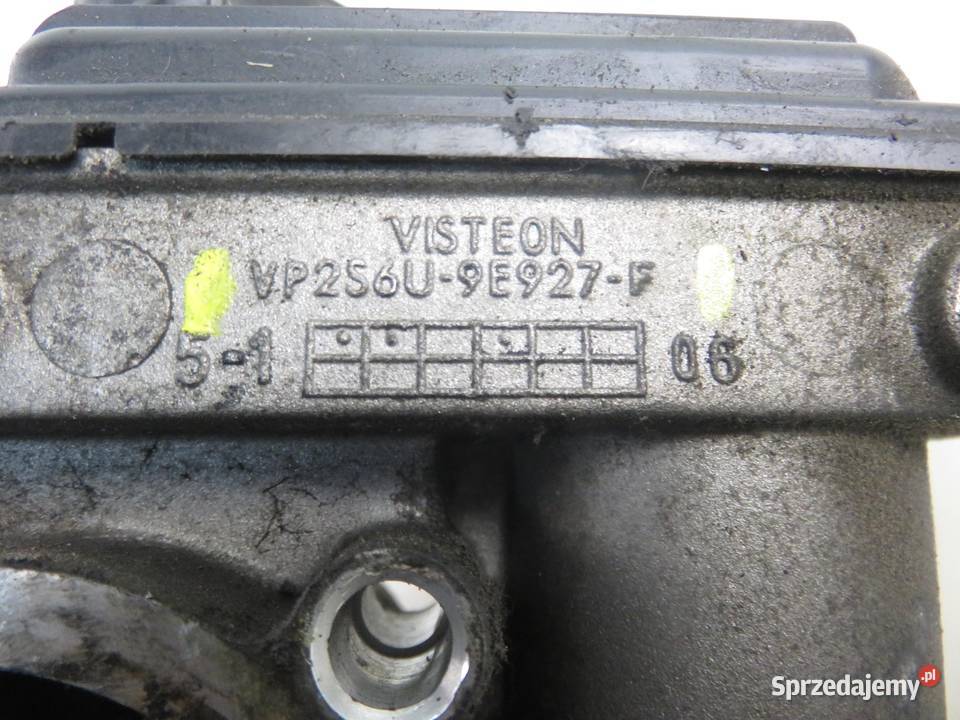 VISTEON
VP2S6U-9E927-F
5-1 06
Sprzedajemy.pl